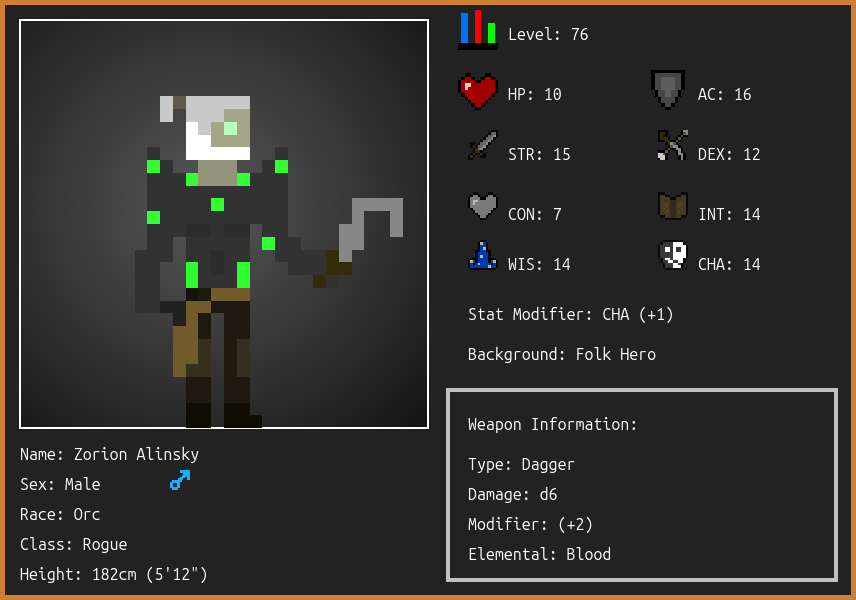 Level: 76
HP: 10
AC: 16
STR: 15
DEX: 12
CON: 7
INT: 14
WIS: 14
CHA: 14
Stat Modifier: CHA (+1)
Background: Folk Hero
Weapon Information:
Type: Dagger
Damage: d6
Modifier: (+2)
Elemental: Blood
Name: Zorion Alinsky
Sex: Male
Race: Orc
Class: Rogue
Height: 182cm (5'12")